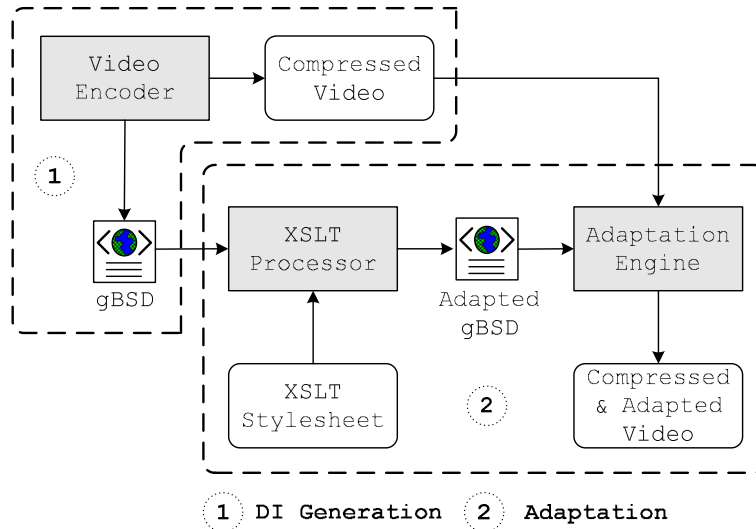 Video
Encoder
Compressed
Video
1
gBSD
XSLT
Processor
Adapted
gBSD
Adaptation
Engine
XSLT
Stylesheet
2
Compressed
& Adapted
Video
1 DI Generation 2 Adaptation